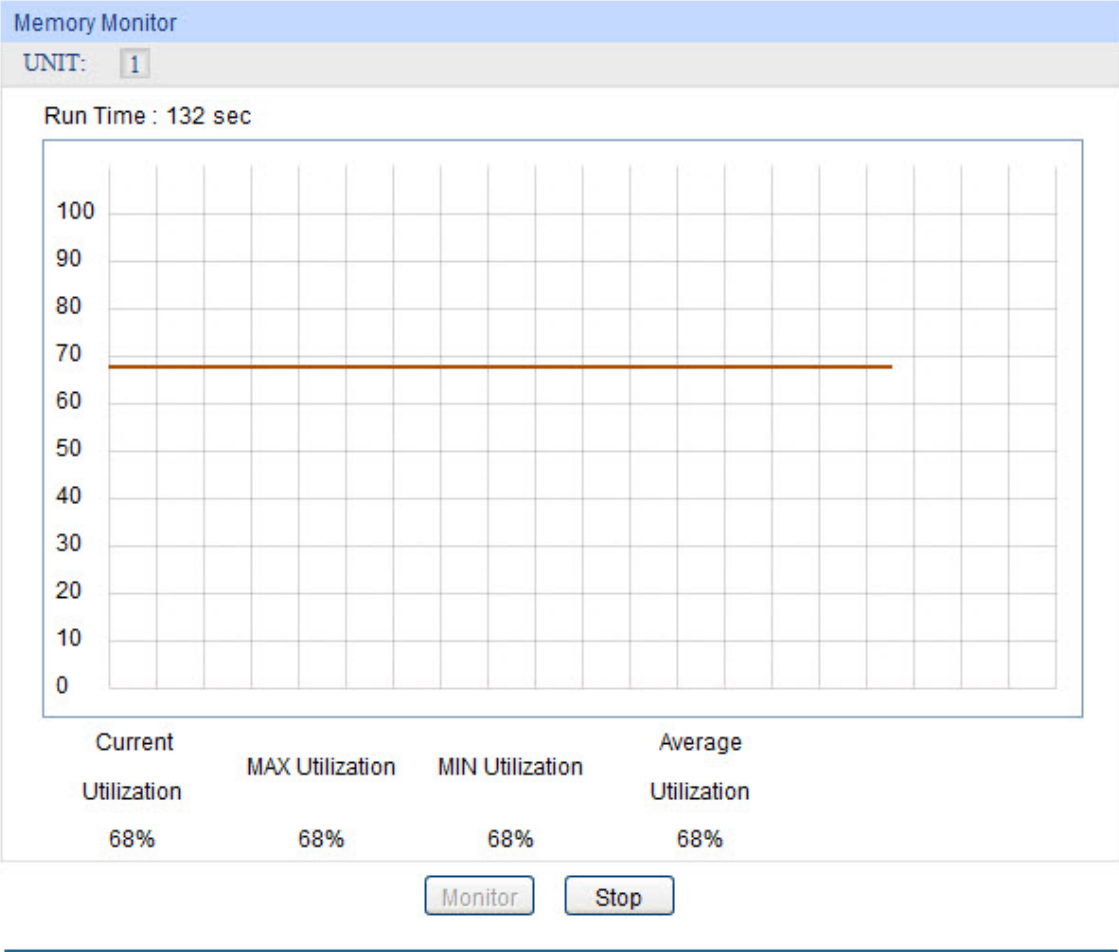 Memory Monitor
UNIT: 1
Run Time : 132 sec
100
90
80
70
60
50
40
30
20
10
0
Current Utilization MAX Utilization MIN Utilization Average Utilization
68% 68% 68% 68%
Monitor Stop